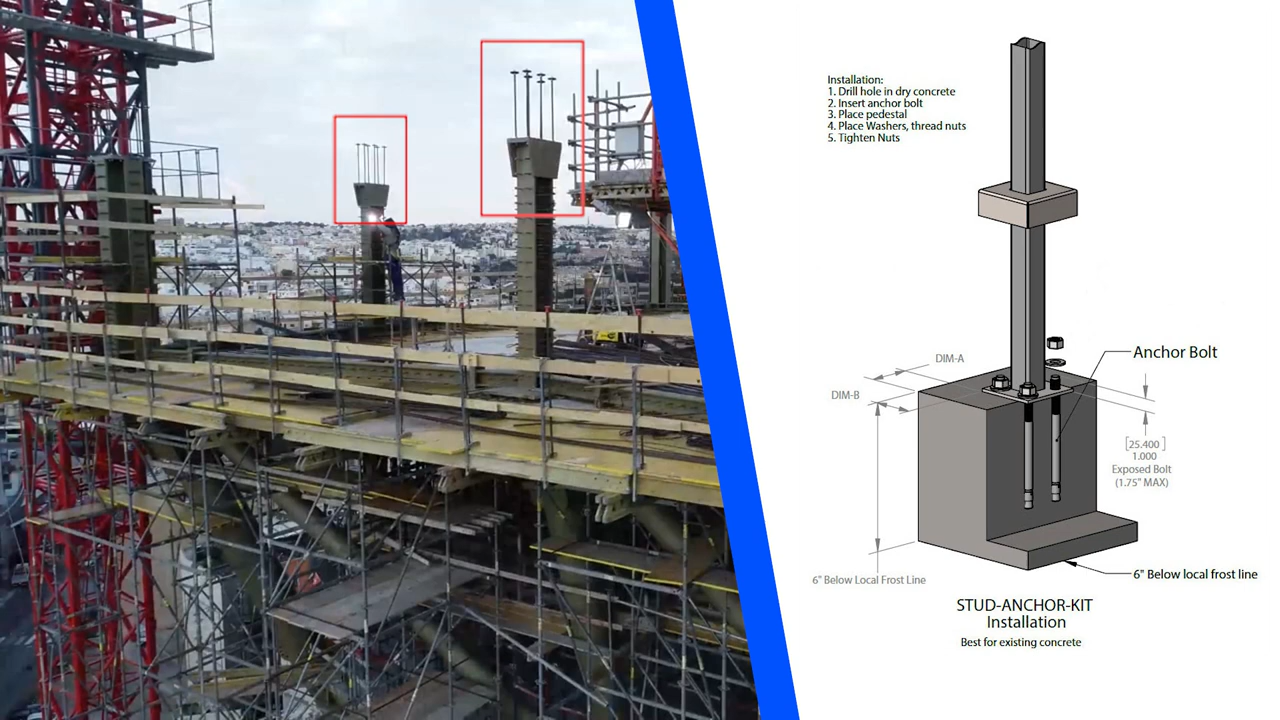 Installation:
1. Drill hole in dry concrete
2. Insert anchor bolt
3. Place pedestal
4. Place Washers, thread nuts
5. Tighten Nuts
DIM-A
Anchor Bolt
DIM-B
[25.400]
1.000
Exposed Bolt
(1.75" MAX)
6" Below Local Frost Line
6" Below local frost line
STUD-ANCHOR-KIT
Installation
Best for existing concrete